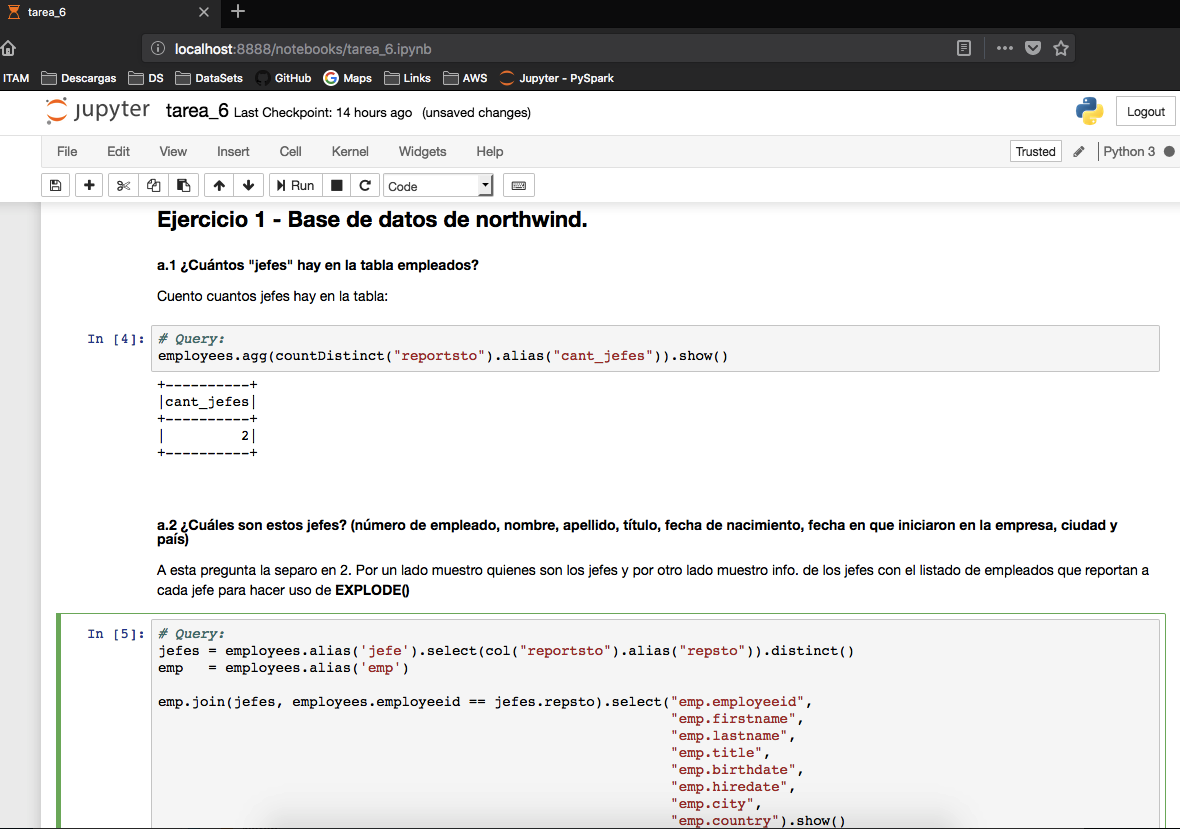 tarea_6
localhost:8888/notebooks/tarea_6.ipynb
ITAM Descargas DS DataSets GitHub Maps Links AWS Jupyter - PySpark
jupyter tarea_6 Last Checkpoint: 14 hours ago (unsaved changes) Logout
File Edit View Insert Cell Kernel Widgets Help Trusted Python 3
Run Code
Ejercicio 1 - Base de datos de northwind.
a.1 ¿Cuántos "jefes" hay en la tabla empleados?
Cuento cuantos jefes hay en la tabla:
In [4]: # Query:
employees.agg(countDistinct("reportsto").alias("cant_jefes")).show()
+----------+
|cant_jefes|
+----------+
|         2|
+----------+
a.2 ¿Cuáles son estos jefes? (número de empleado, nombre, apellido, título, fecha de nacimiento, fecha en que iniciaron en la empresa, ciudad y
país)
A esta pregunta la separo en 2. Por un lado muestro quienes son los jefes y por otro lado muestro info. de los jefes con el listado de empleados que reportan a
cada jefe para hacer uso de EXPLODE()
In [5]: # Query:
jefes = employees.alias('jefe').select(col("reportsto").alias("repsto")).distinct()
emp   = employees.alias('emp')
emp.join(jefes, employees.employeeid == jefes.repsto).select("emp.employeeid",
"emp.firstname",
"emp.lastname",
"emp.title",
"emp.birthdate",
"emp.hiredate",
"emp.city",
"emp.country").show()